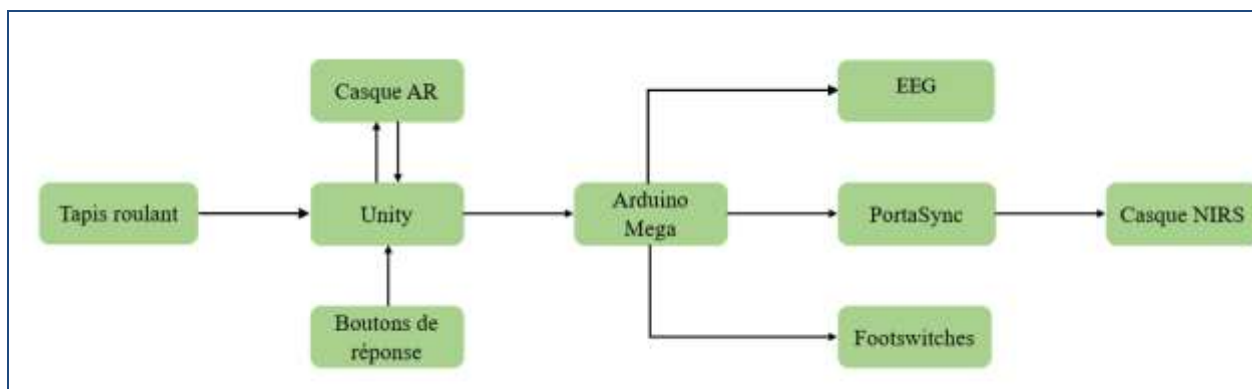 Casque AR
EEG
Tapis roulant
Unity
Arduino
Mega
PortaSync
Casque NIRS
Boutons de
réponse
Footswitches